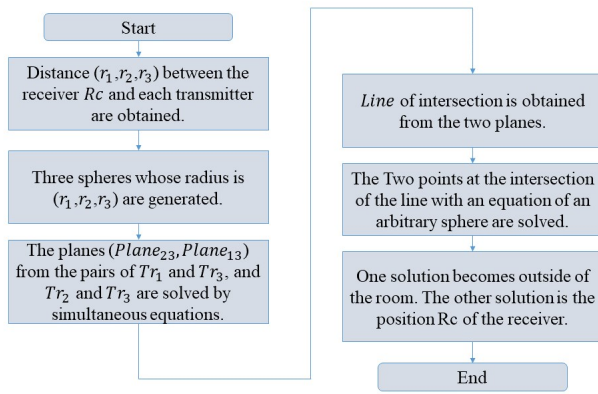 Start
Distance (r₁,r₂,r₃) between the
receiver Rc and each transmitter
are obtained.
Three spheres whose radius is
(r₁,r₂,r₃) are generated.
The planes (Plane₂₃,Plane₁₃)
from the pairs of Tr₁ and Tr₃, and
Tr₂ and Tr₃ are solved by
simultaneous equations.
Line of intersection is obtained
from the two planes.
The Two points at the intersection
of the line with an equation of an
arbitrary sphere are solved.
One solution becomes outside of
the room. The other solution is the
position Rc of the receiver.
End